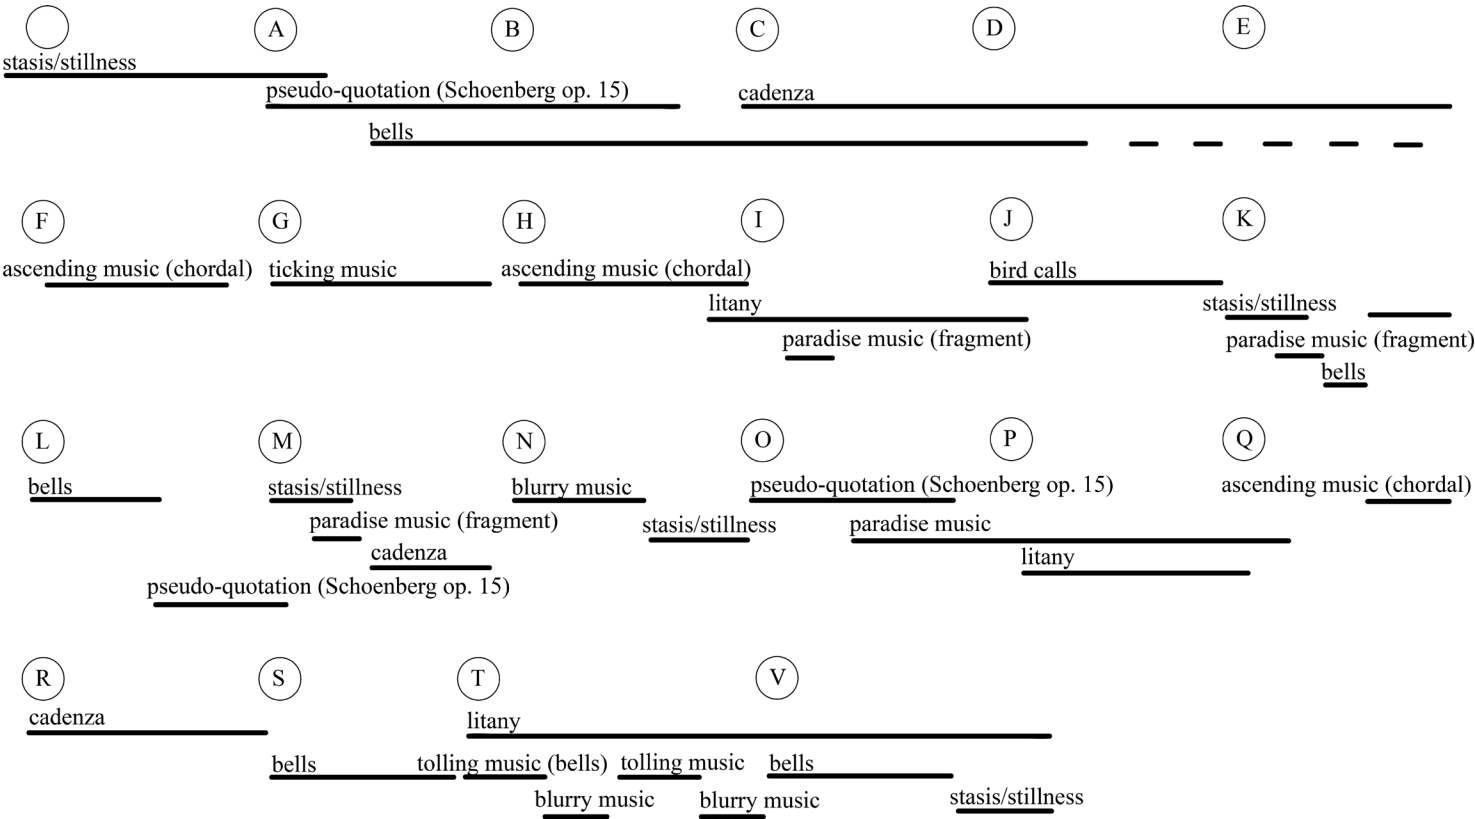 A B C D E
stasis/stillness
pseudo-quotation (Schoenberg op. 15) cadenza
bells
F G H I J K
ascending music (chordal) ticking music ascending music (chordal) bird calls
litany stasis/stillness
paradise music (fragment) paradise music (fragment)
bells
L M N O P Q
bells stasis/stillness blurry music pseudo-quotation (Schoenberg op. 15) ascending music (chordal)
paradise music (fragment) stasis/stillness paradise music
cadenza litany
pseudo-quotation (Schoenberg op. 15)
R S T V
cadenza litany
bells tolling music (bells) tolling music bells
blurry music blurry music stasis/stillness